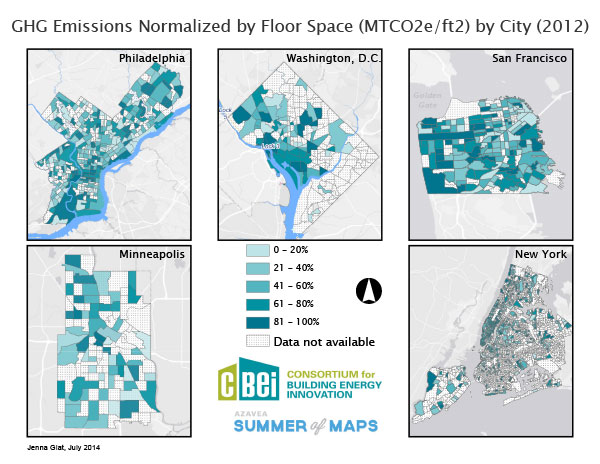 GHG Emissions Normalized by Floor Space (MTCO2e/ft2) by City (2012)
Philadelphia
Washington, D.C.
San Francisco
Golden
Gate
Minneapolis
0 – 20%
21 – 40%
41 – 60%
61 – 80%
81 – 100%
Data not available
New York
CBEi
CONSORTIUM for
BUILDING ENERGY
INNOVATION
AZAVEA
SUMMER of MAPS
Jenna Glat, July 2014